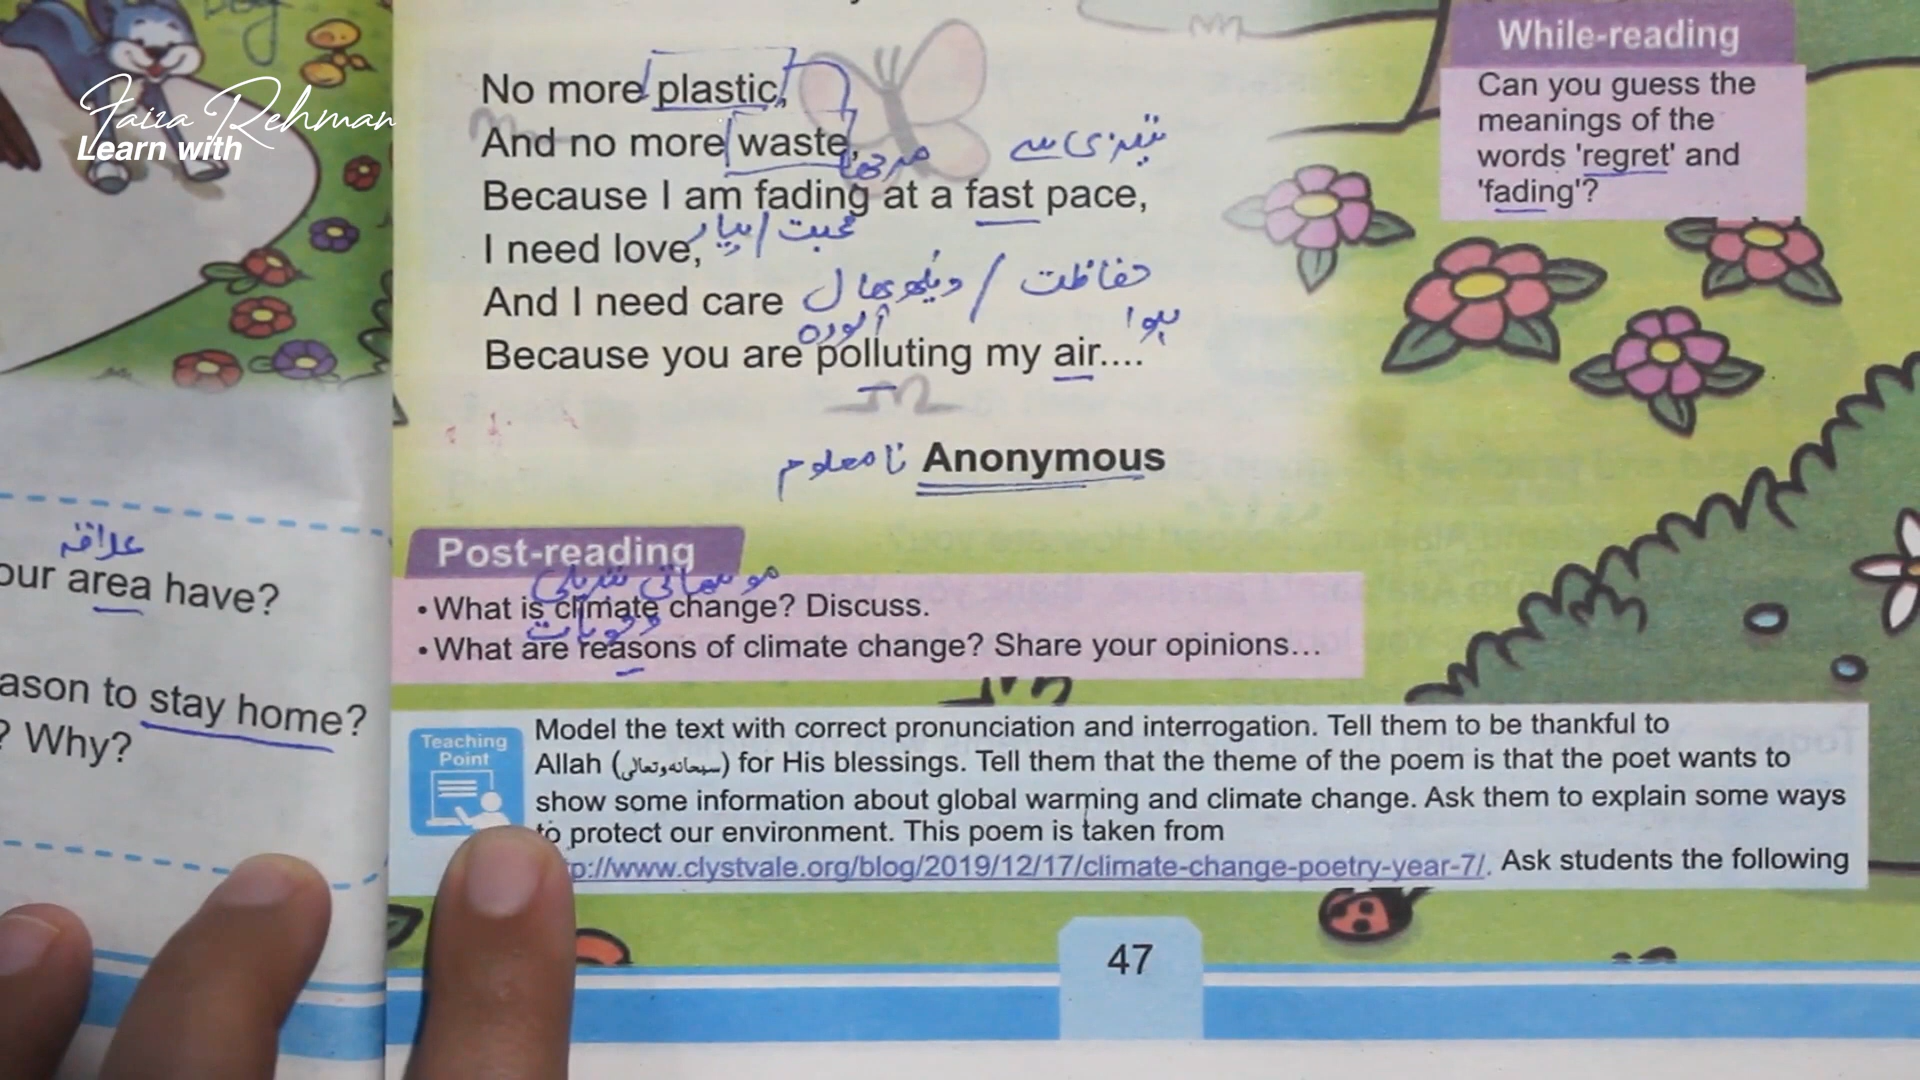 Faiza Rehman
Learn with
No more plastic,
And no more waste,
تیزی سے
مرجھا
Because I am fading at a fast pace,
محبت / پیار
I need love,
حفاظت / دیکھ بھال
And I need care
آلودہ
ہوا
Because you are polluting my air....
نا معلوم Anonymous
While-reading
Can you guess the
meanings of the
words 'regret' and
'fading'?
علاقہ
our area have?
ason to stay home?
? Why?
Post-reading
موسمیاتی تبدیلی
• What is climate change? Discuss.
وجوہات
• What are reasons of climate change? Share your opinions...
Teaching
Point
Model the text with correct pronunciation and interrogation. Tell them to be thankful to
Allah (سبحانه وتعالى) for His blessings. Tell them that the theme of the poem is that the poet wants to
show some information about global warming and climate change. Ask them to explain some ways
to protect our environment. This poem is taken from
p://www.clystvale.org/blog/2019/12/17/climate-change-poetry-year-7/. Ask students the following
47